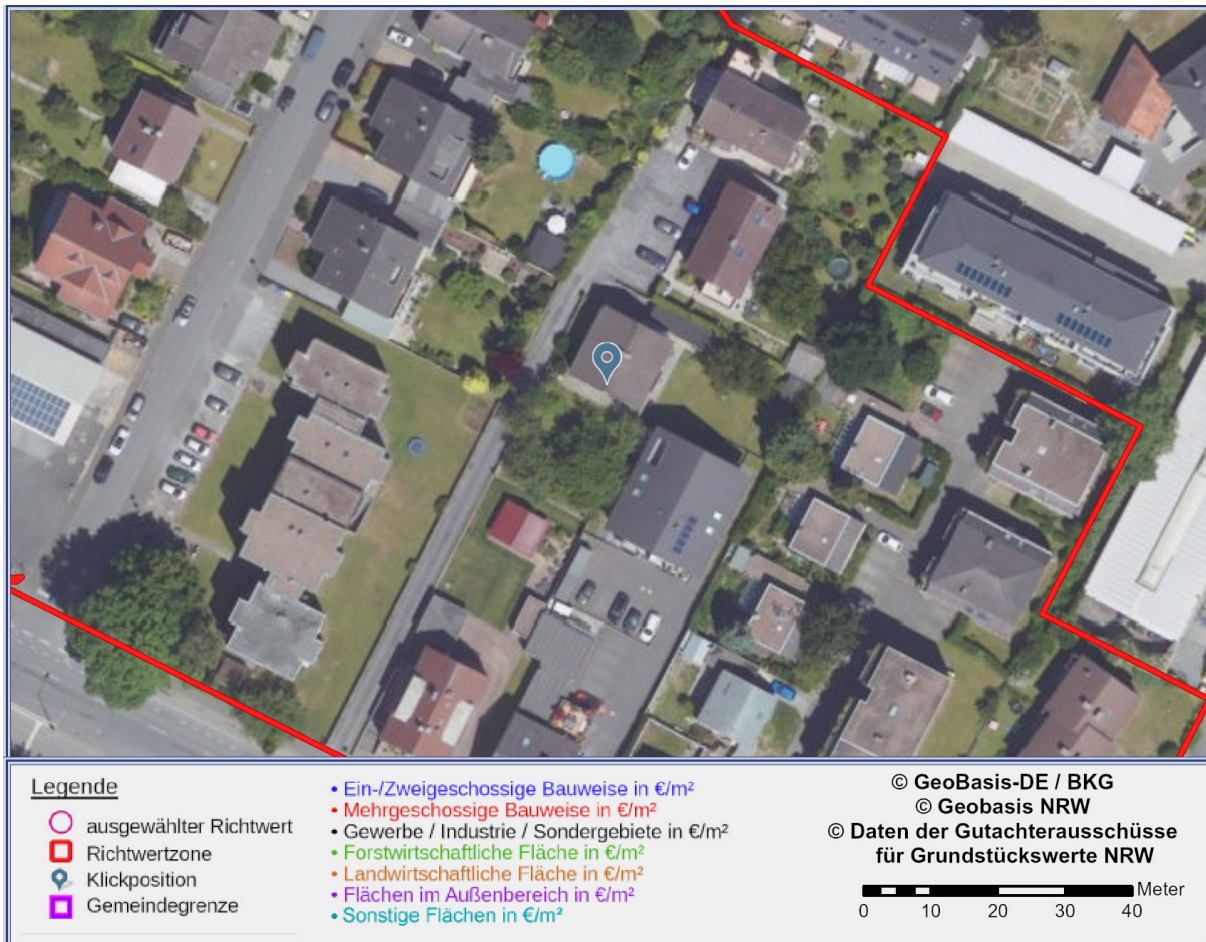 Legende
ausgewählter Richtwert
Richtwertzone
Klickposition
Gemeindegrenze
• Ein-/Zweigeschossige Bauweise in €/m²
• Mehrgeschossige Bauweise in €/m²
• Gewerbe / Industrie / Sondergebiete in €/m²
• Forstwirtschaftliche Fläche in €/m²
• Landwirtschaftliche Fläche in €/m²
• Flächen im Außenbereich in €/m²
• Sonstige Flächen in €/m²
© GeoBasis-DE / BKG
© Geobasis NRW
© Daten der Gutachterausschüsse
für Grundstückswerte NRW
Meter
0 10 20 30 40